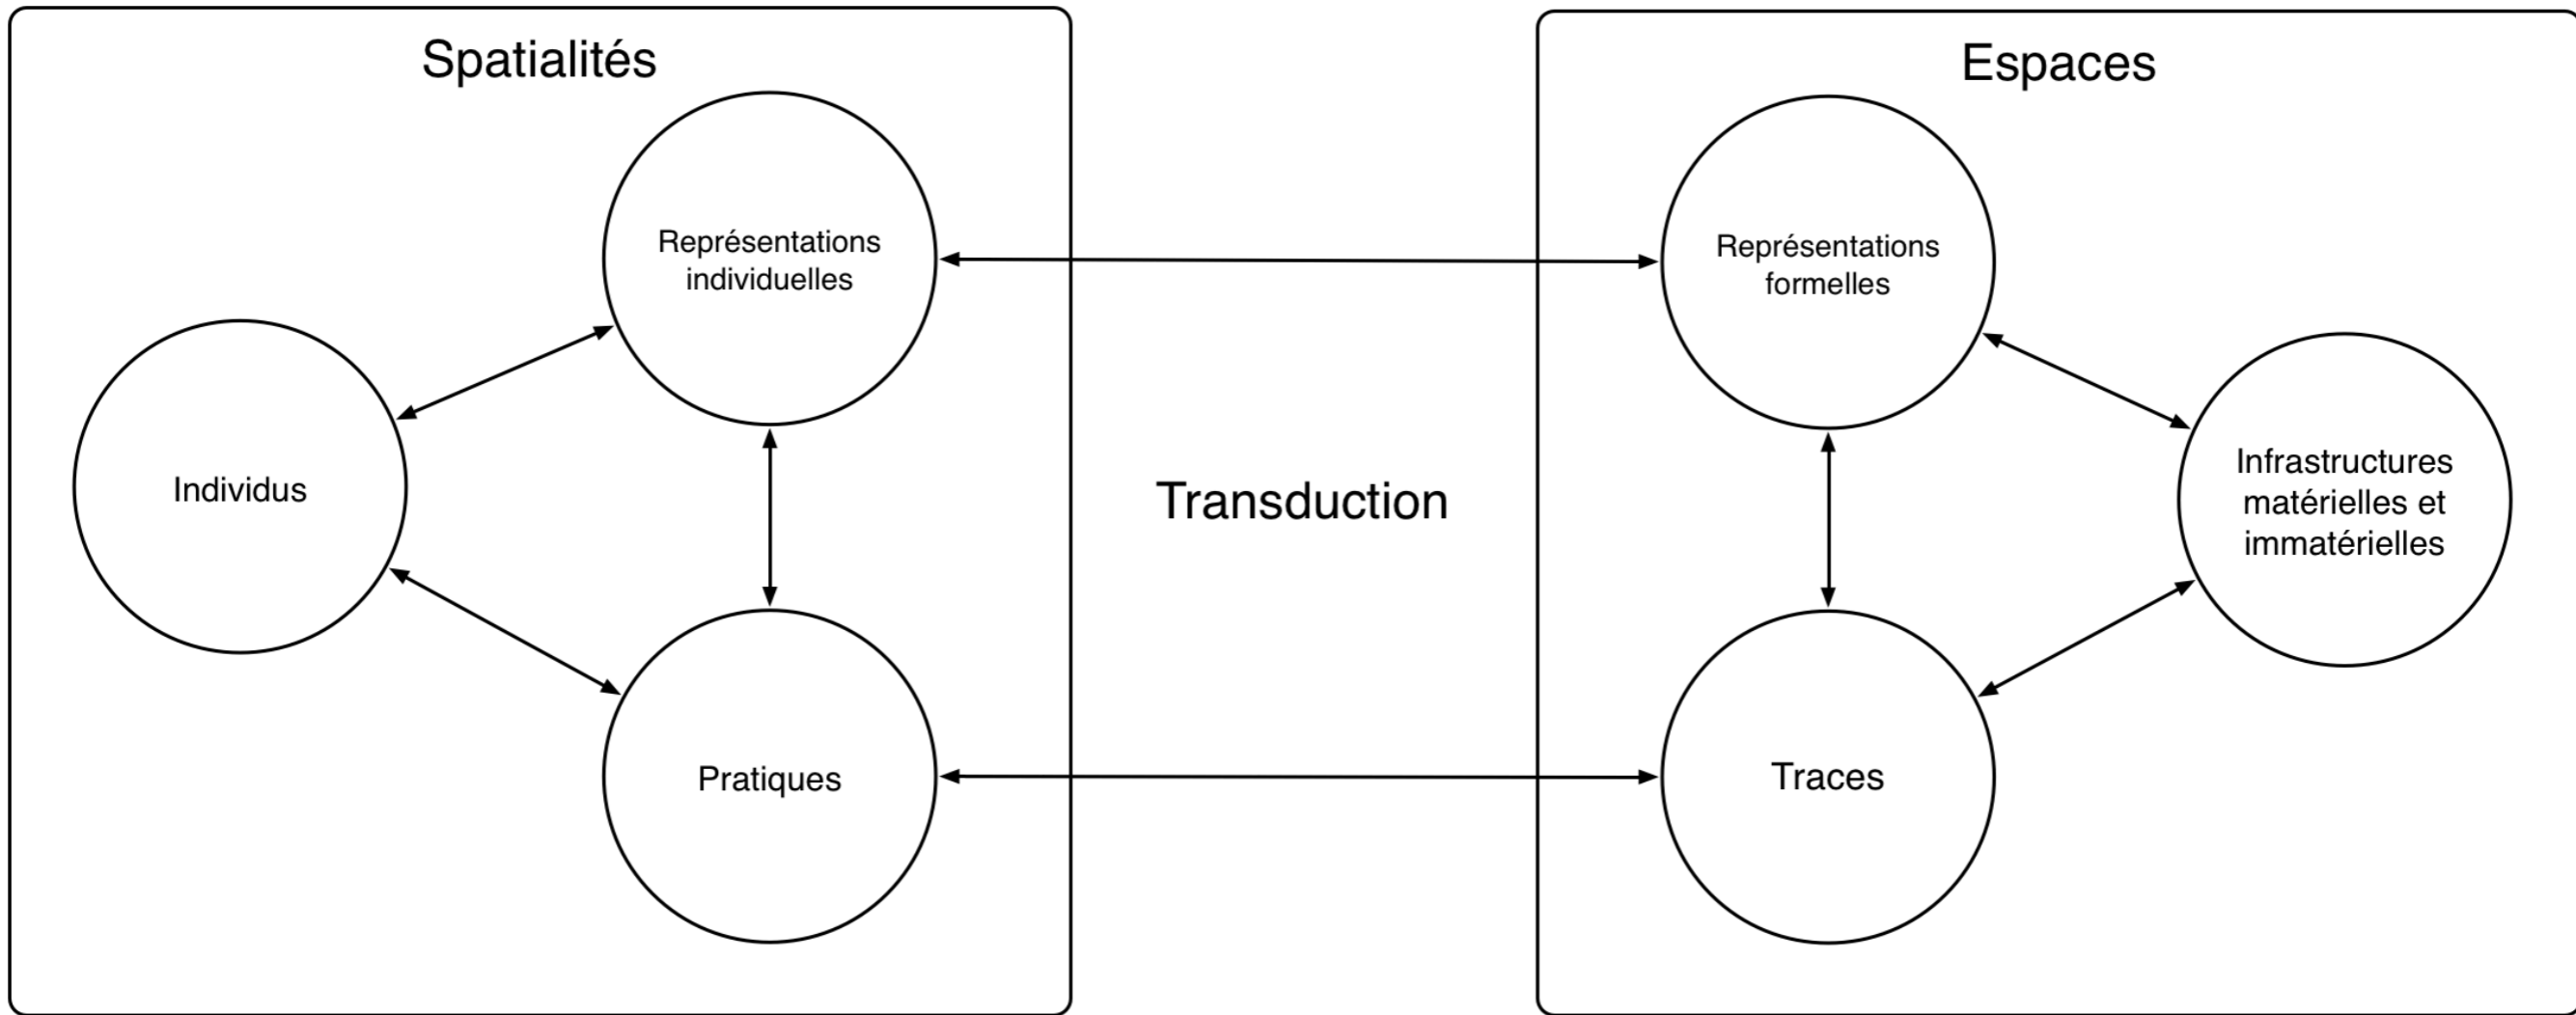 Spatialités
Représentations
individuelles
Individus
Pratiques
Transduction
Espaces
Représentations
formelles
Infrastructures
matérielles et
immatérielles
Traces